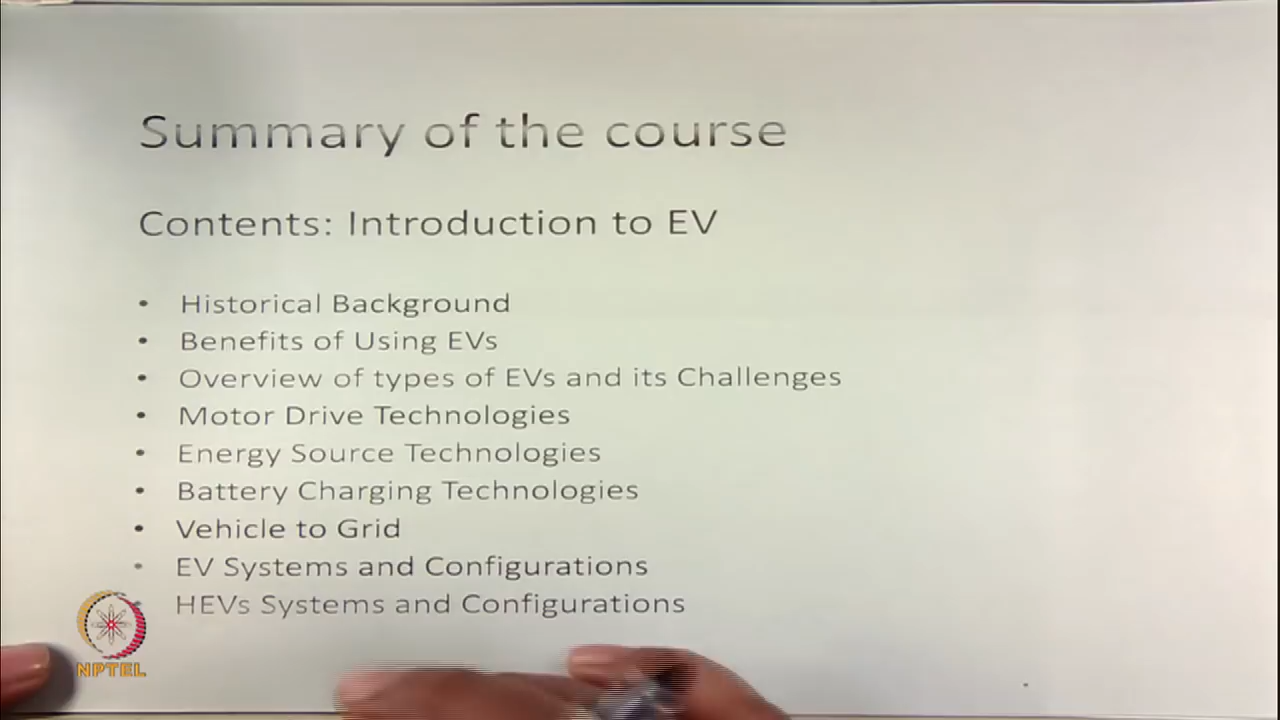 Summary of the course
Contents: Introduction to EV
• Historical Background
• Benefits of Using EVs
• Overview of types of EVs and its Challenges
• Motor Drive Technologies
• Energy Source Technologies
• Battery Charging Technologies
• Vehicle to Grid
• EV Systems and Configurations
HEVs Systems and Configurations
NPTEL